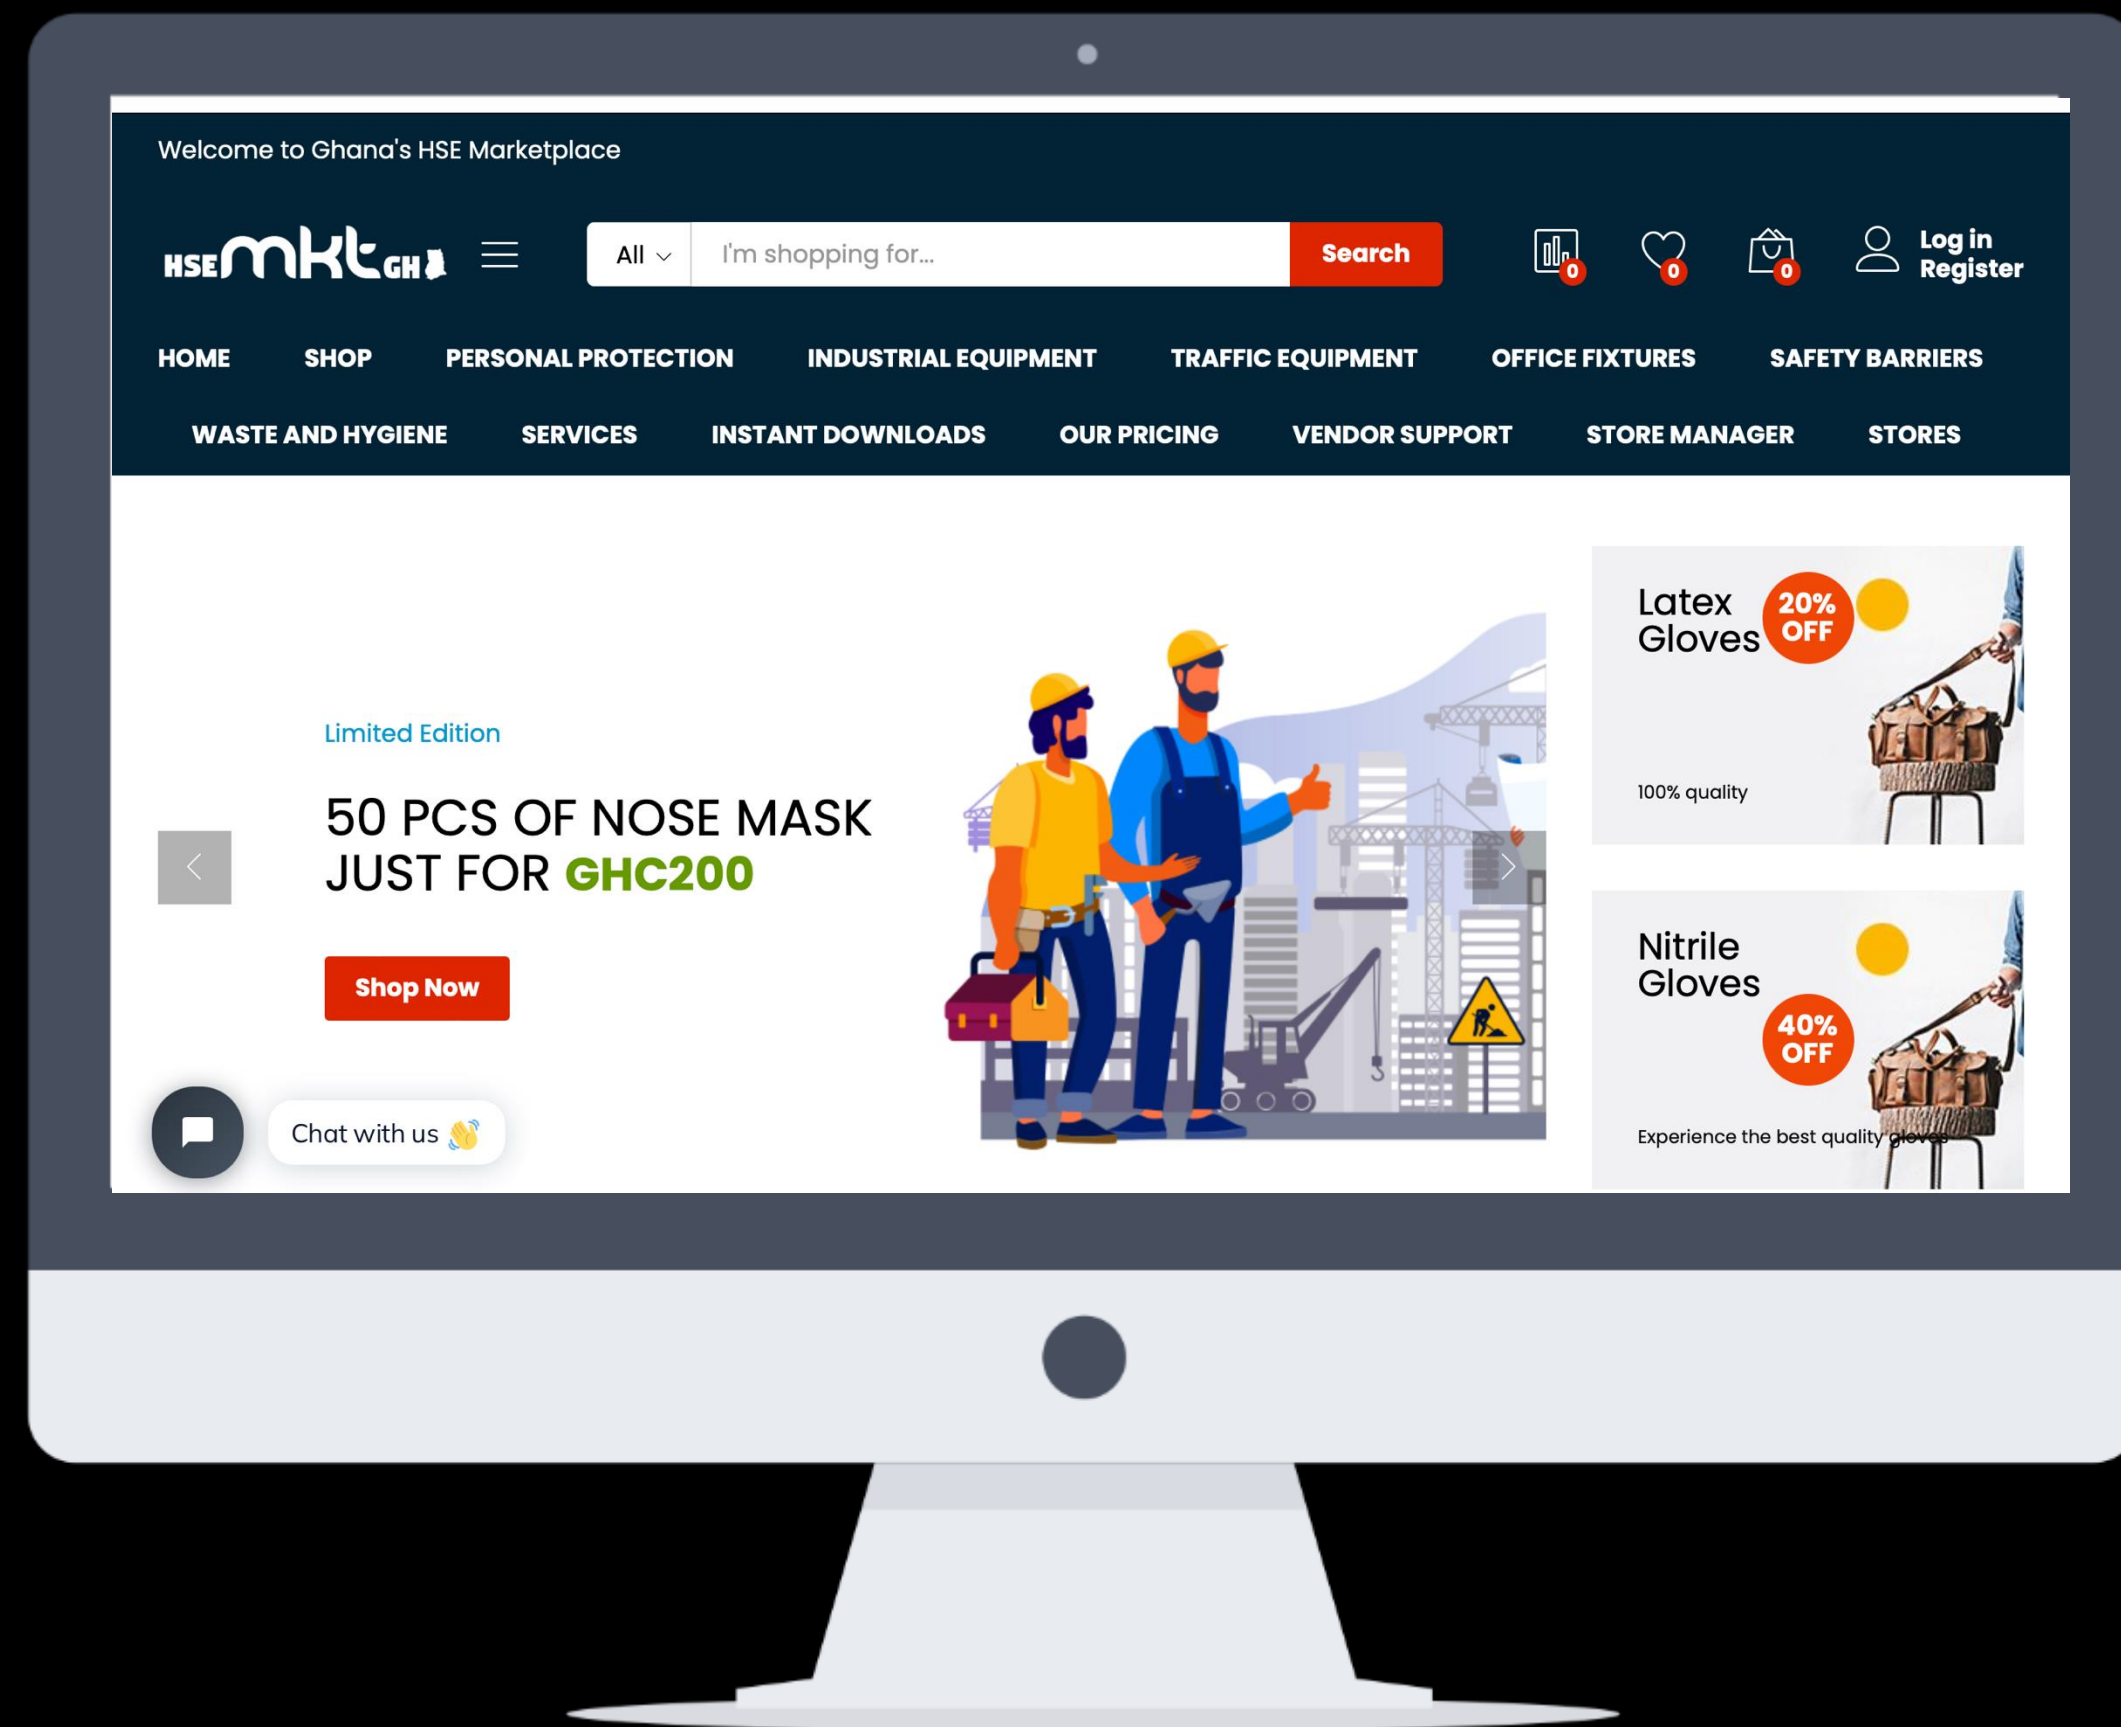 Welcome to Ghana's HSE Marketplace
HSE mkt GH
All
I'm shopping for...
Search
0
0
0
Log in
Register
HOME SHOP PERSONAL PROTECTION INDUSTRIAL EQUIPMENT TRAFFIC EQUIPMENT OFFICE FIXTURES SAFETY BARRIERS
WASTE AND HYGIENE SERVICES INSTANT DOWNLOADS OUR PRICING VENDOR SUPPORT STORE MANAGER STORES
Limited Edition
50 PCS OF NOSE MASK
JUST FOR GHC200
Shop Now
Chat with us 👋
Latex
Gloves
20%
OFF
100% quality
Nitrile
Gloves
40%
OFF
Experience the best quality gloves